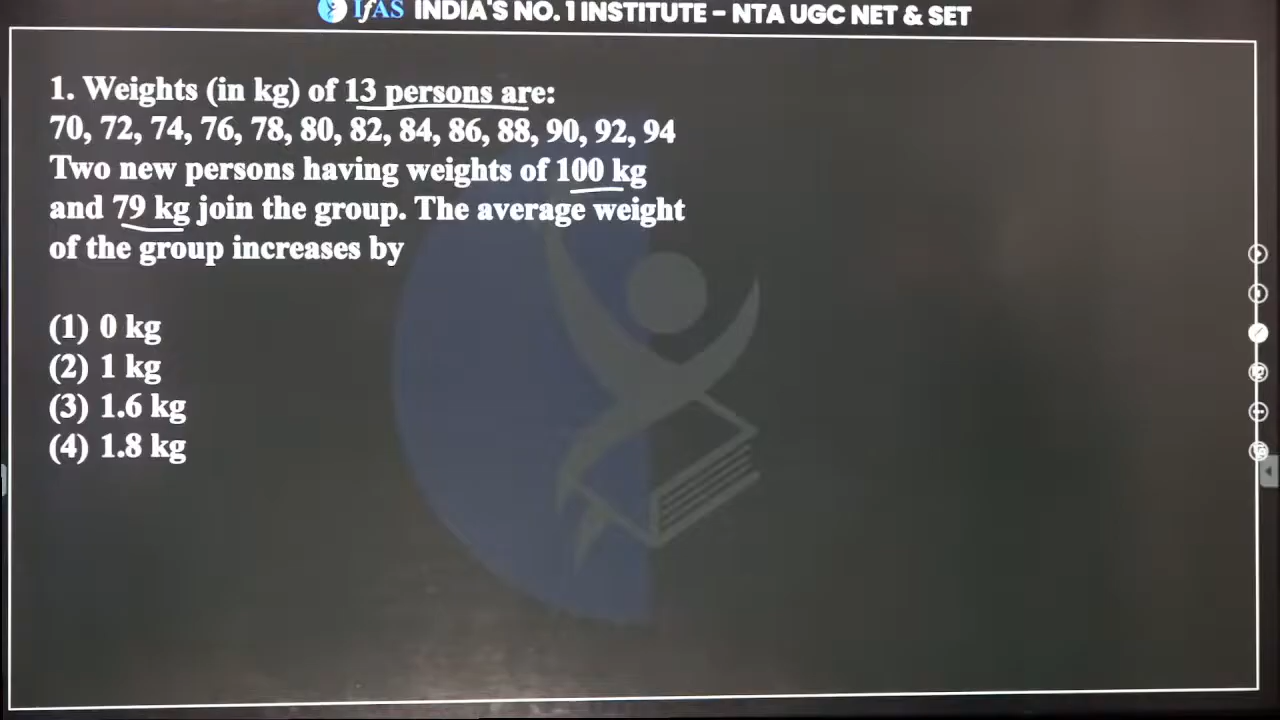 IfAS INDIA'S NO. 1 INSTITUTE – NTA UGC NET & SET
1. Weights (in kg) of 13 persons are:
70, 72, 74, 76, 78, 80, 82, 84, 86, 88, 90, 92, 94
Two new persons having weights of 100 kg
and 79 kg join the group. The average weight
of the group increases by
(1) 0 kg
(2) 1 kg
(3) 1.6 kg
(4) 1.8 kg